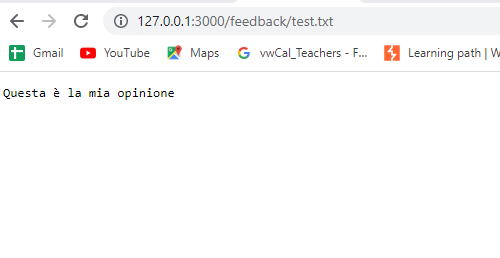 127.0.0.1:3000/feedback/test.txt
Gmail YouTube Maps vwCal_Teachers - F... Learning path | W
Questa è la mia opinione